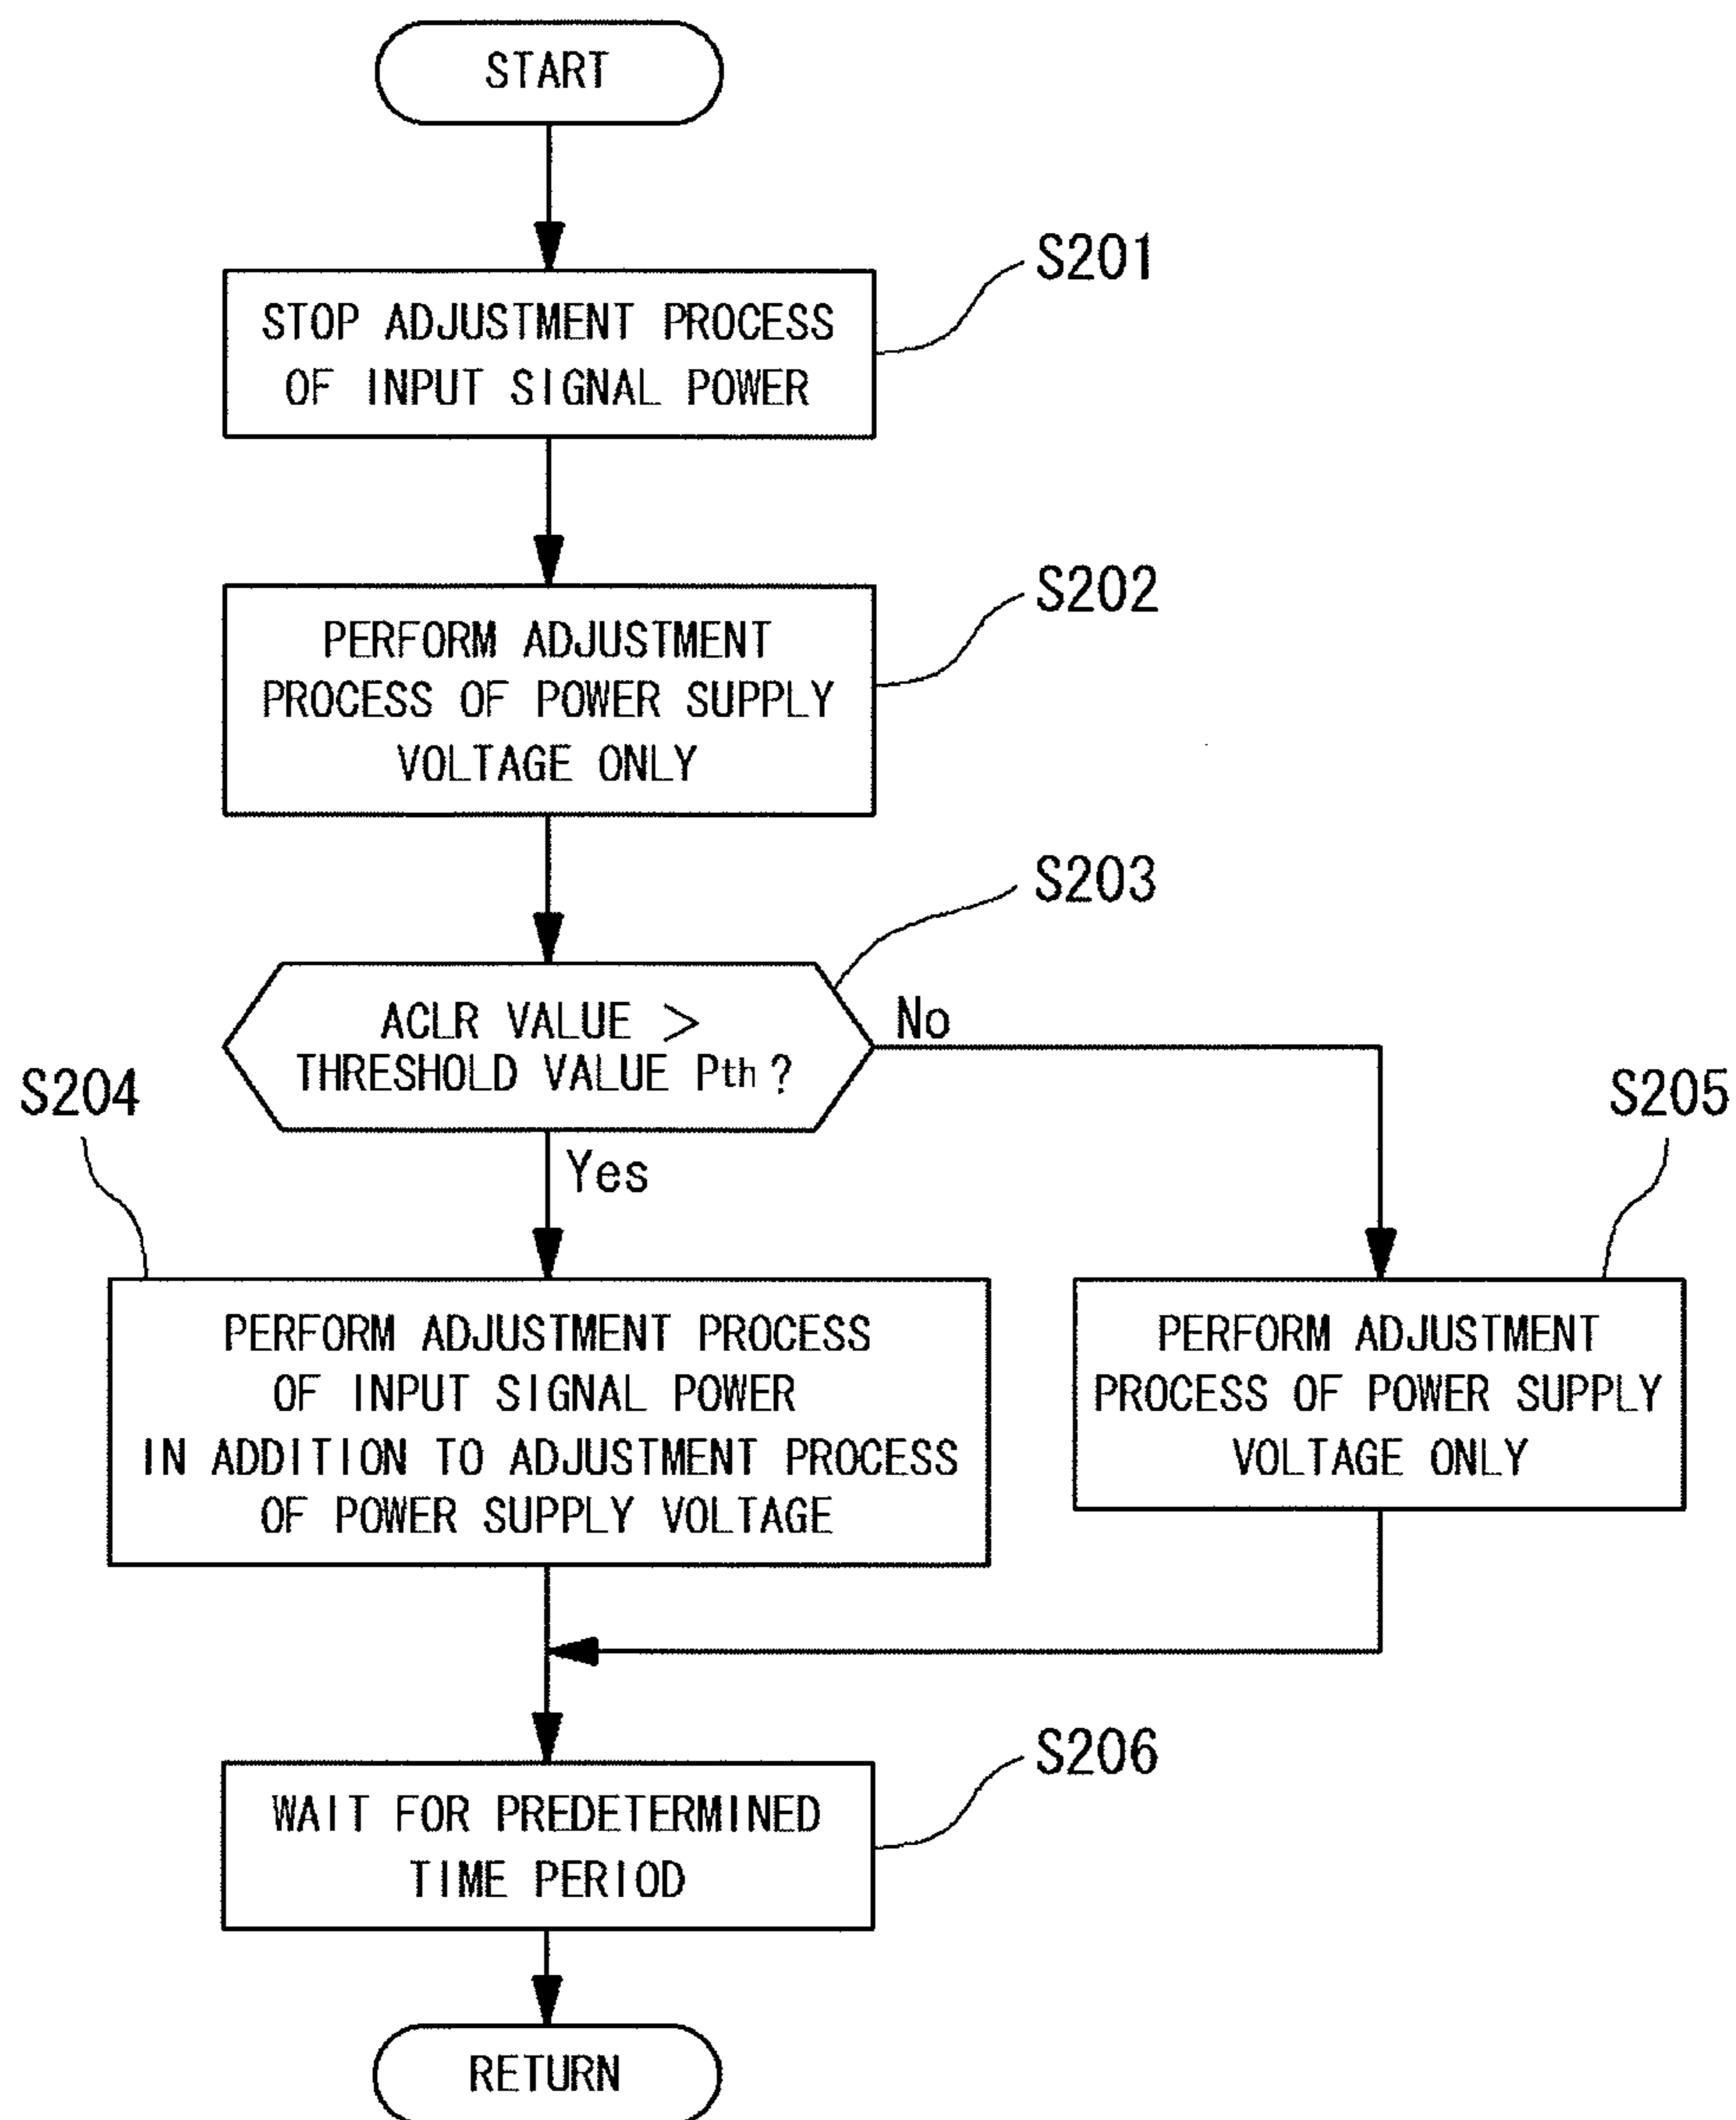 START
S201
STOP ADJUSTMENT PROCESS
OF INPUT SIGNAL POWER
S202
PERFORM ADJUSTMENT
PROCESS OF POWER SUPPLY
VOLTAGE ONLY
S203
ACLR VALUE >
THRESHOLD VALUE Pth ?
No
Yes
S204
S205
PERFORM ADJUSTMENT PROCESS
OF INPUT SIGNAL POWER
IN ADDITION TO ADJUSTMENT PROCESS
OF POWER SUPPLY VOLTAGE
PERFORM ADJUSTMENT
PROCESS OF POWER SUPPLY
VOLTAGE ONLY
S206
WAIT FOR PREDETERMINED
TIME PERIOD
RETURN